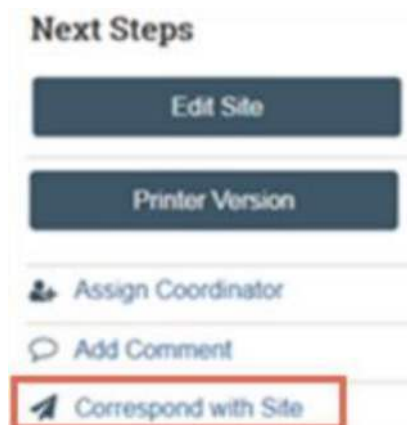 Next Steps
Edit Site
Printer Version
Assign Coordinator
Add Comment
Correspond with Site